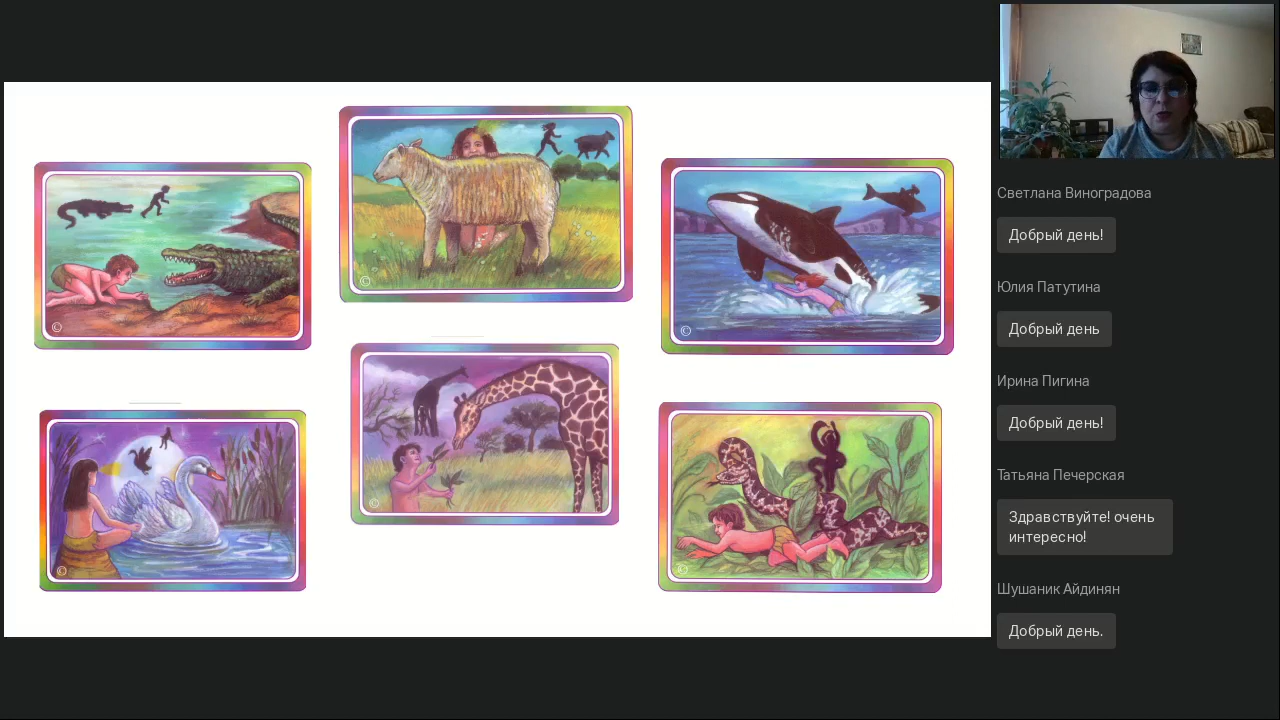 Светлана Виноградова
Добрый день!
Юлия Патутина
Добрый день
Ирина Пигина
Добрый день!
Татьяна Печерская
Здравствуйте! очень
интересно!
Шушаник Айдинян
Добрый день.
©
©
©
©
©
©